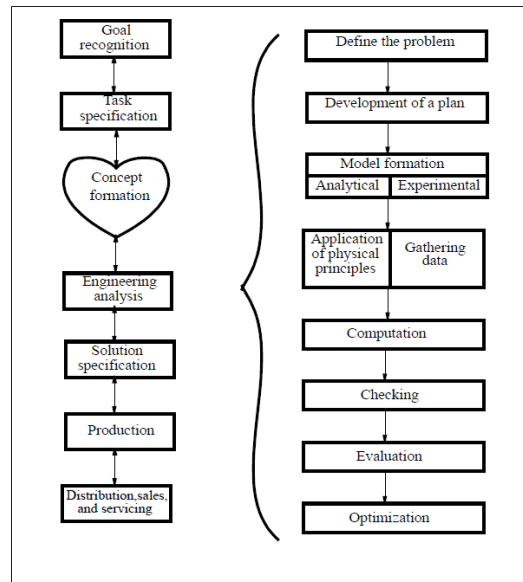 Goal
recognition
Task
specification
Concept
formation
Engineering
analysis
Solution
specification
Production
Distribution,sales,
and servicing
Define the problem
Development of a plan
Model formation
Analytical
Experimental
Application
of physical
principles
Gathering
data
Computation
Checking
Evaluation
Optimization